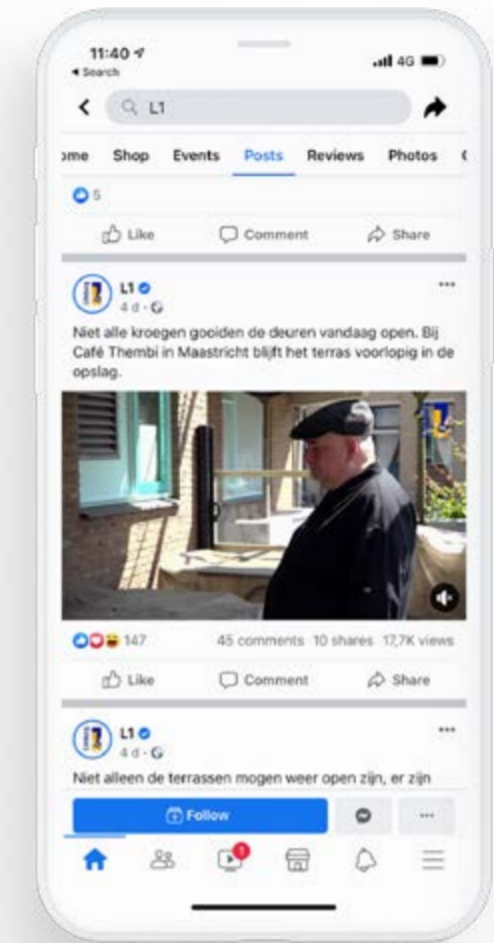 11:40
4G
◀ Search
L1
ome Shop Events Posts Reviews Photos
5
Like Comment Share
L1
4 d
Niet alle kroegen gooiden de deuren vandaag open. Bij
Café Thembi in Maastricht blijft het terras voorlopig in de
opslag.
147 45 comments 10 shares 17,7K views
Like Comment Share
L1
4 d
Niet alleen de terrassen mogen weer open zijn, er zijn
Follow
1